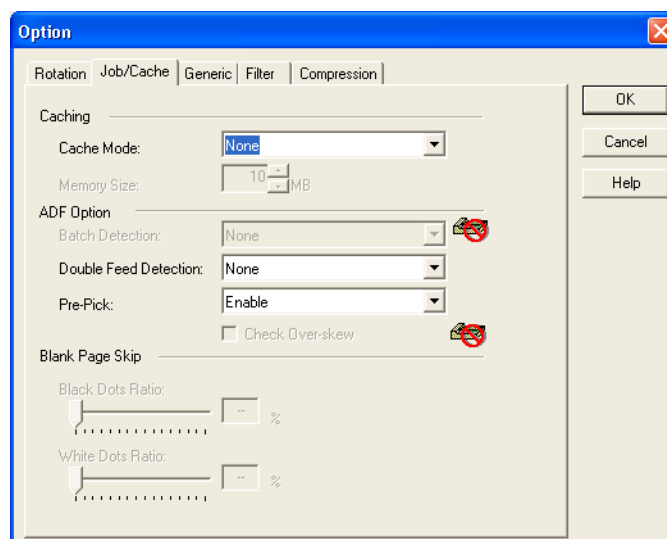 Option
Rotation Job/Cache Generic Filter Compression
OK
Cancel
Help
Caching
Cache Mode: None
Memory Size: 10 MB
ADF Option
Batch Detection: None
Double Feed Detection: None
Pre-Pick: Enable
Check Over-skew
Blank Page Skip
Black Dots Ratio:
-- %
White Dots Ratio:
-- %